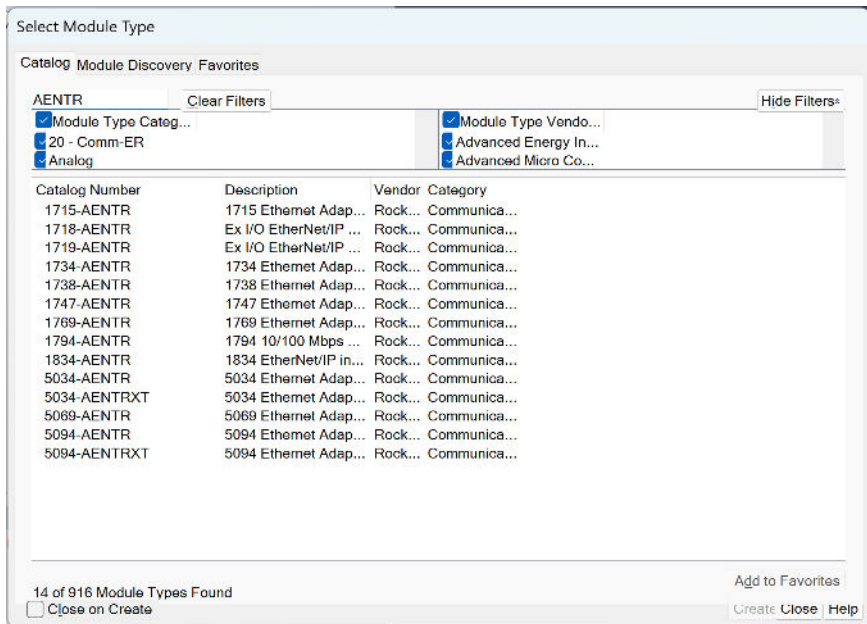 Select Module Type
Catalog Module Discovery Favorites
AENTR Clear Filters Hide Filters
Module Type Categ... Module Type Vendo...
20 - Comm-ER Advanced Energy In...
Analog Advanced Micro Co...
Catalog Number Description Vendor Category
1715-AENTR 1715 Ethernet Adap... Rock... Communica...
1718-AENTR Ex I/O EtherNet/IP ... Rock... Communica...
1719-AENTR Ex I/O EtherNet/IP ... Rock... Communica...
1734-AENTR 1734 Ethernet Adap... Rock... Communica...
1738-AENTR 1738 Ethernet Adap... Rock... Communica...
1747-AENTR 1747 Ethernet Adap... Rock... Communica...
1769-AENTR 1769 Ethernet Adap... Rock... Communica...
1794-AENTR 1794 10/100 Mbps ... Rock... Communica...
1834-AENTR 1834 EtherNet/IP in... Rock... Communica...
5034-AENTR 5034 Ethernet Adap... Rock... Communica...
5034-AENTRXT 5034 Ethernet Adap... Rock... Communica...
5069-AENTR 5069 Ethernet Adap... Rock... Communica...
5094-AENTR 5094 Ethernet Adap... Rock... Communica...
5094-AENTRXT 5094 Ethernet Adap... Rock... Communica...
14 of 916 Module Types Found Add to Favorites
Close on Create Create Close Help